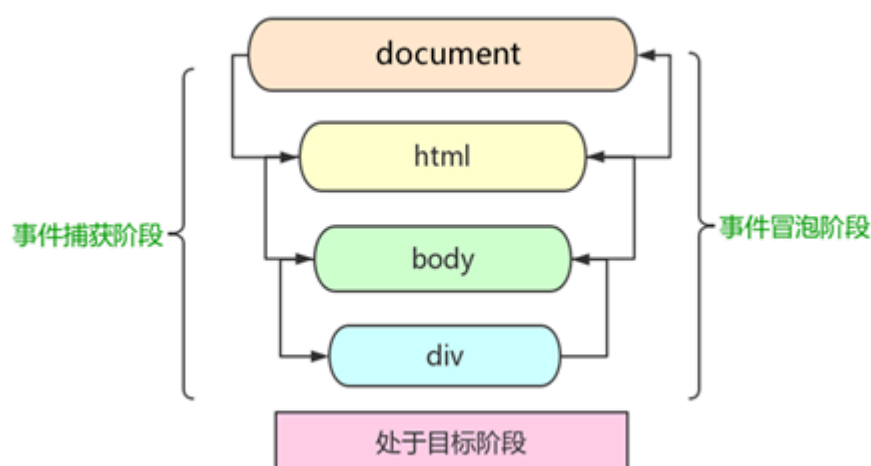 document
html
事件捕获阶段
事件冒泡阶段
body
div
处于目标阶段